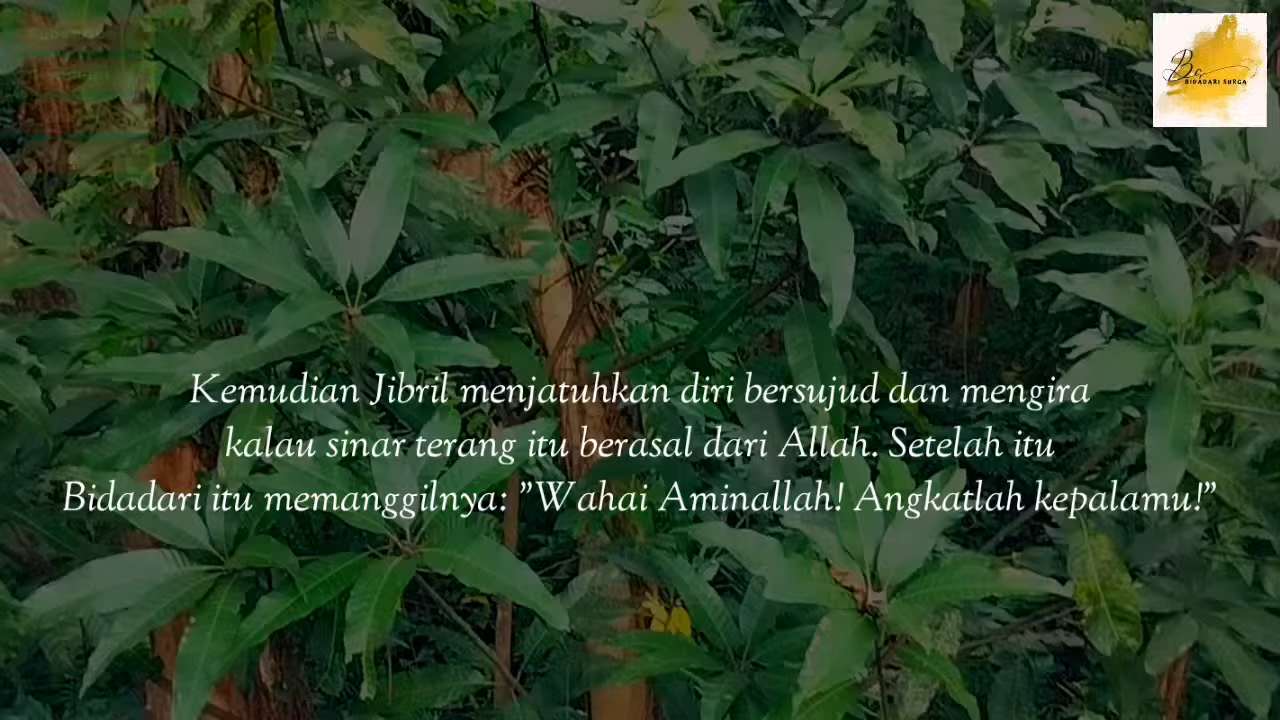 Be
BIDADARI SURGA
Kemudian Jibril menjatuhkan diri bersujud dan mengira
kalau sinar terang itu berasal dari Allah. Setelah itu
Bidadari itu memanggilnya: ”Wahai Aminallah! Angkatlah kepalamu!”